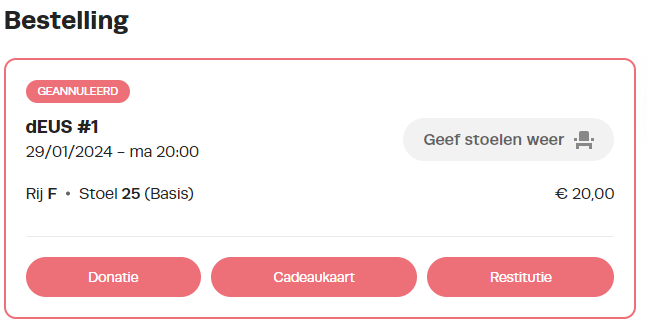 Bestelling
GEANNULEERD
dEUS #1
29/01/2024 - ma 20:00
Geef stoelen weer
Rij F • Stoel 25 (Basis)
€ 20,00
Donatie
Cadeaukaart
Restitutie